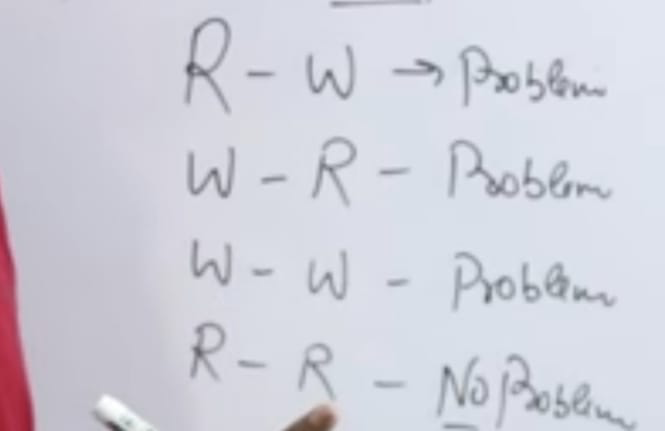 R - W → Problem
W - R - Problem
W - W - Problem
R - R - No Problem